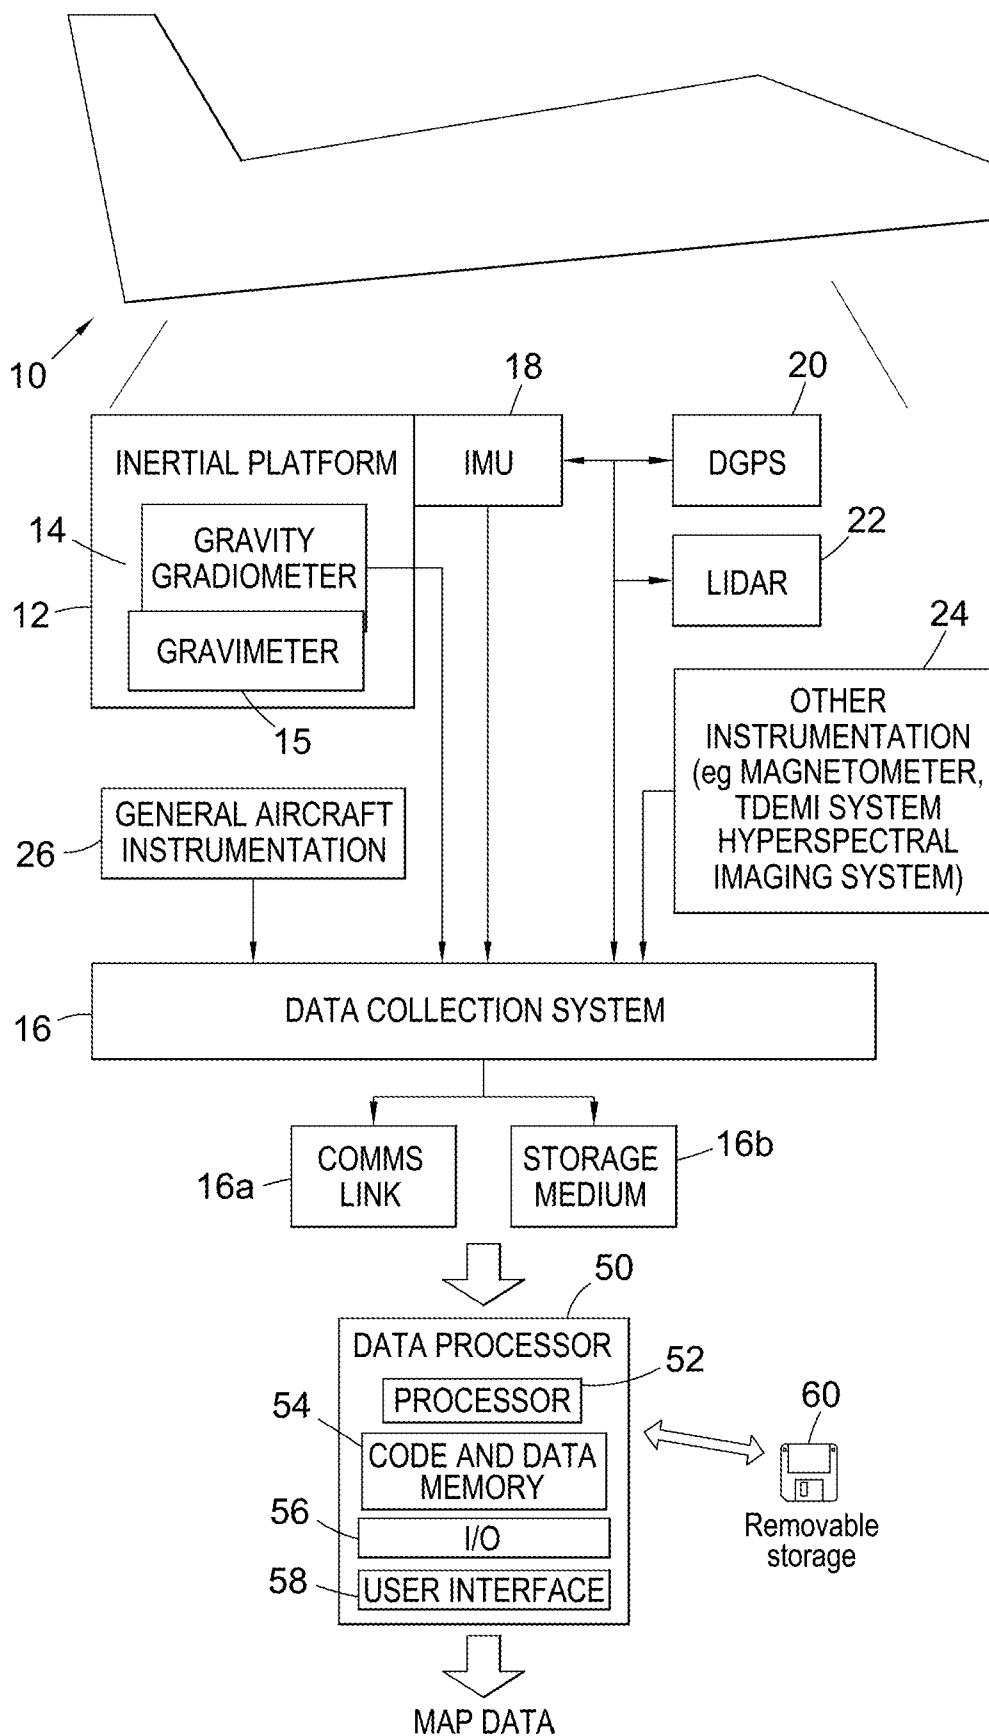 10
18
20
INERTIAL PLATFORM
IMU
DGPS
14
GRAVITY
GRADIOMETER
22
LIDAR
12
GRAVIMETER
24
15
OTHER
INSTRUMENTATION
(eg MAGNETOMETER,
TDEMI SYSTEM
HYPERSPECTRAL
IMAGING SYSTEM)
GENERAL AIRCRAFT
INSTRUMENTATION
26
DATA COLLECTION SYSTEM
16
COMMS
LINK
16a
STORAGE
MEDIUM
16b
50
DATA PROCESSOR
52
PROCESSOR
54
CODE AND DATA
MEMORY
56
I/O
58
USER INTERFACE
60
Removable
storage
MAP DATA